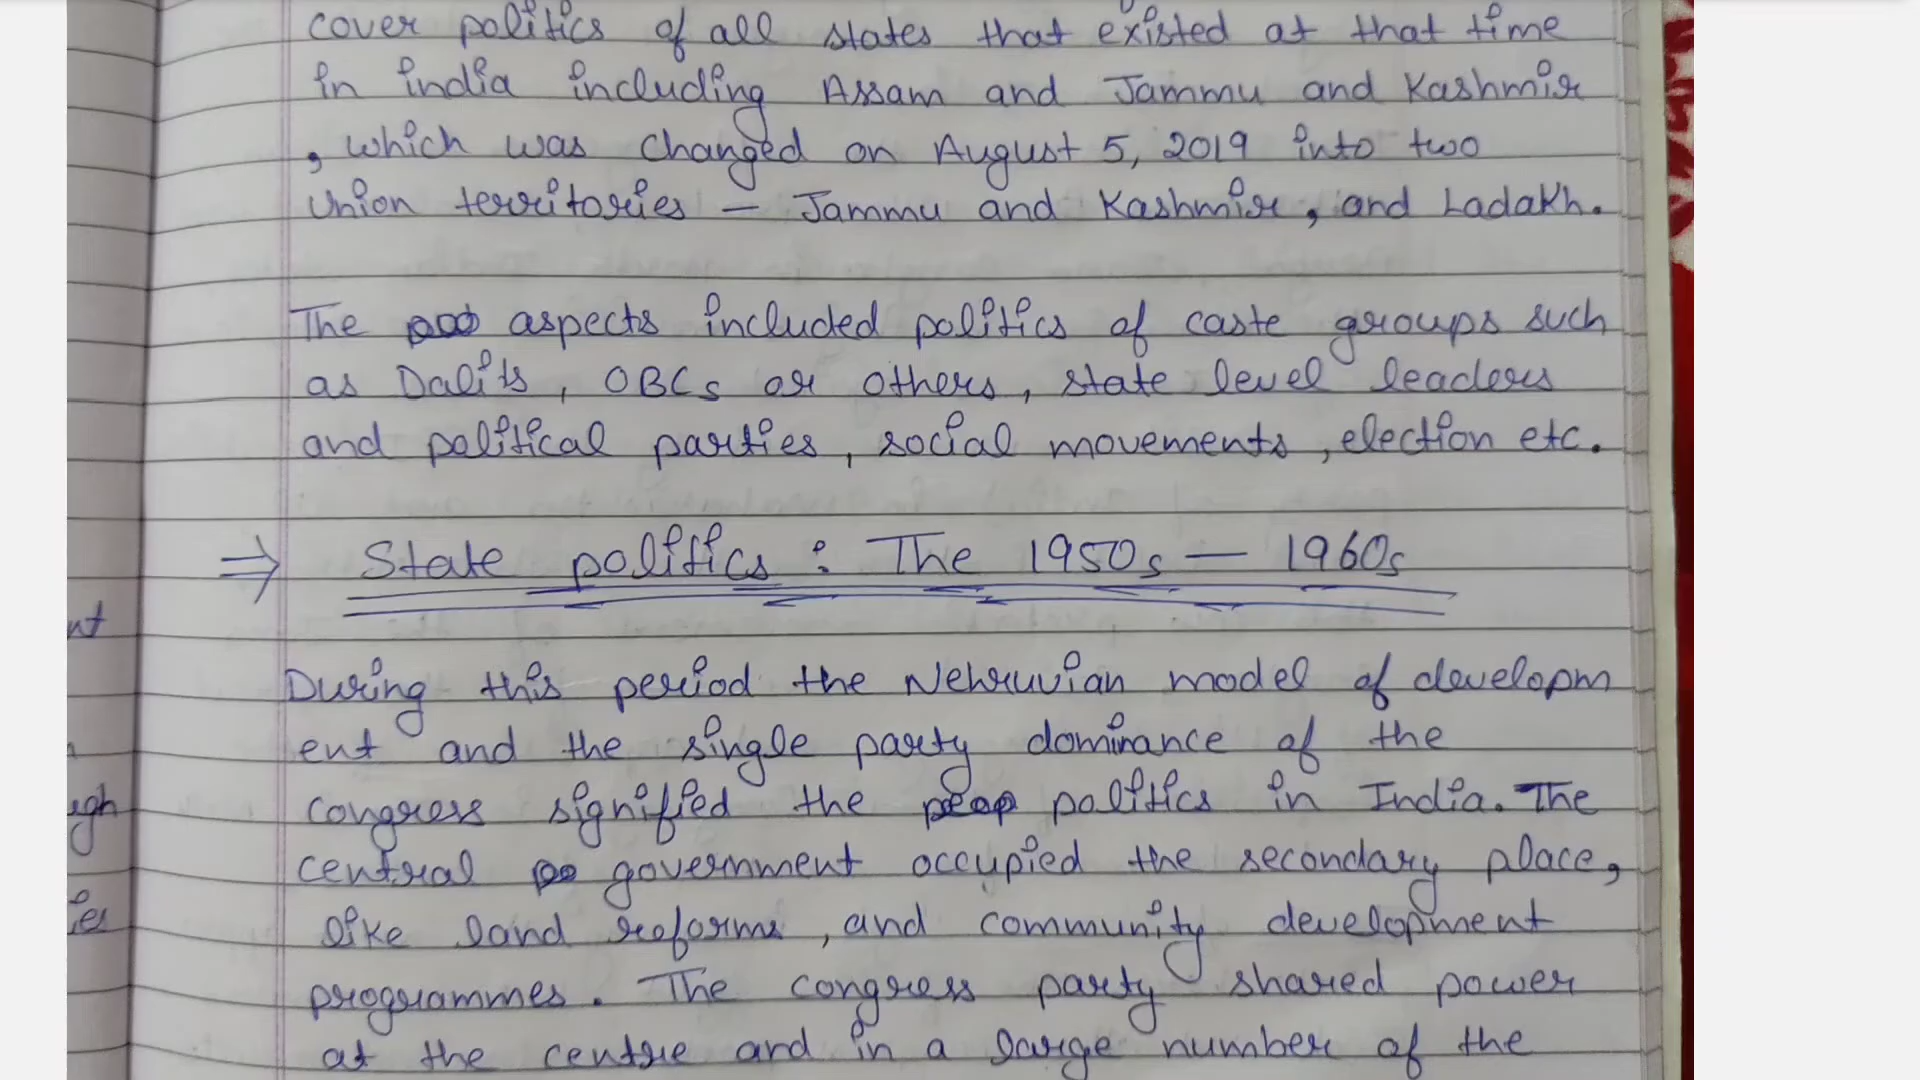 cover politics of all states that existed at that time
in india including Assam and Jammu and Kashmir
, which was changed on August 5, 2019 into two
Union territories – Jammu and Kashmir, and Ladakh.
The aspects included politics of caste groups such
as Dalits, OBCs or others, state level leaders
and political parties, social movements, election etc.
⇒ State politics : The 1950s – 1960s
During this period the Nehruvian model of developm
ent and the single party dominance of the
congress signified the politics in India. The
central government occupied the secondary place,
like land reforms, and community development
programmes. The congress party shared power
at the centre and in a large number of the